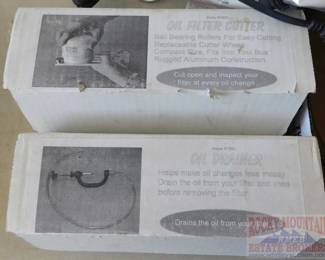 OIL FILTER CUTTER
Ball Bearing Rollers For Easy Cutting
Replaceable Cutter Wheel
Compact Size, Fits Into Tool Box
Rugged Aluminum Construction
Cut open and inspect your
filter at every oil change
OIL DRAINER
Helps make oil changes less messy
Drain the oil from your filter and lines
before removing the filter
Drains the oil from your
ROCKY MOUNTAIN
ESTATE BROKERS